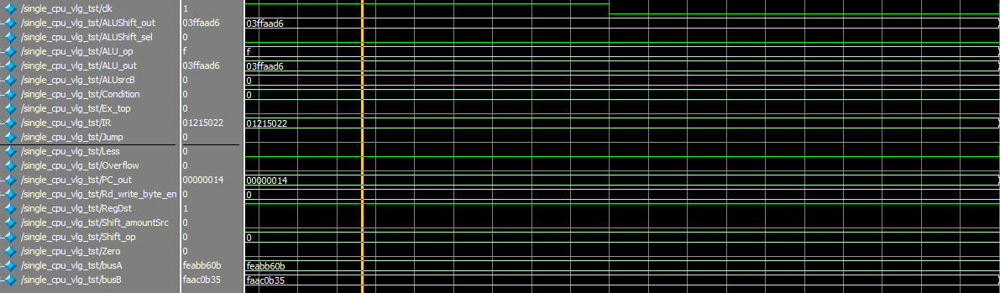 /single_cpu_vlg_tst/clk 1
/single_cpu_vlg_tst/ALUShift_out 03ffaad6 03ffaad6
/single_cpu_vlg_tst/ALUShift_sel 0
/single_cpu_vlg_tst/ALU_op f f
/single_cpu_vlg_tst/ALU_out 03ffaad6 03ffaad6
/single_cpu_vlg_tst/ALUsrcB 0 0
/single_cpu_vlg_tst/Condition 0 0
/single_cpu_vlg_tst/Ex_top 0
/single_cpu_vlg_tst/IR 01215022 01215022
/single_cpu_vlg_tst/Jump 0
/single_cpu_vlg_tst/Less 0
/single_cpu_vlg_tst/Overflow 0
/single_cpu_vlg_tst/PC_out 00000014 00000014
/single_cpu_vlg_tst/Rd_write_byte_en 0 0
/single_cpu_vlg_tst/RegDst 1
/single_cpu_vlg_tst/Shift_amountSrc 0
/single_cpu_vlg_tst/Shift_op 0 0
/single_cpu_vlg_tst/Zero 0
/single_cpu_vlg_tst/busA feabb60b feabb60b
/single_cpu_vlg_tst/busB faac0b35 faac0b35